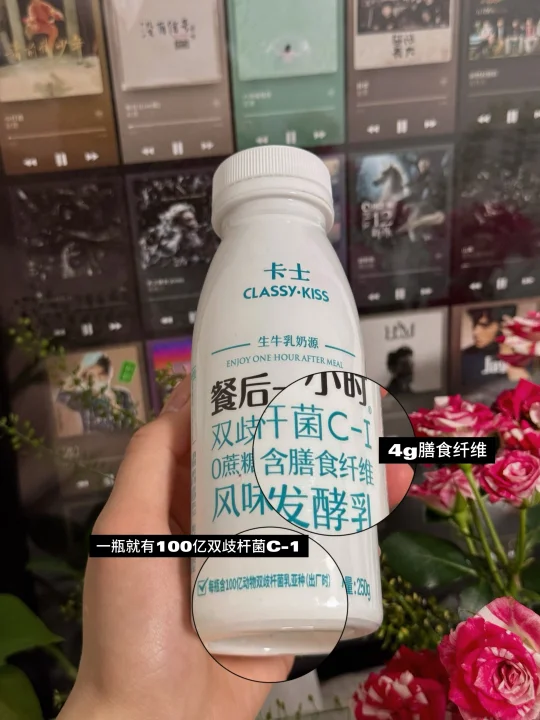 卡士
CLASSY·KISS
生牛乳奶源
ENJOY ONE HOUR AFTER MEAL
餐后一小时
双歧杆菌C-I
0蔗糖 含膳食纤维
风味发酵乳
4g膳食纤维
一瓶就有100亿双歧杆菌C-1
每瓶含100亿动物双歧杆菌乳亚种(出厂时)
量:250g